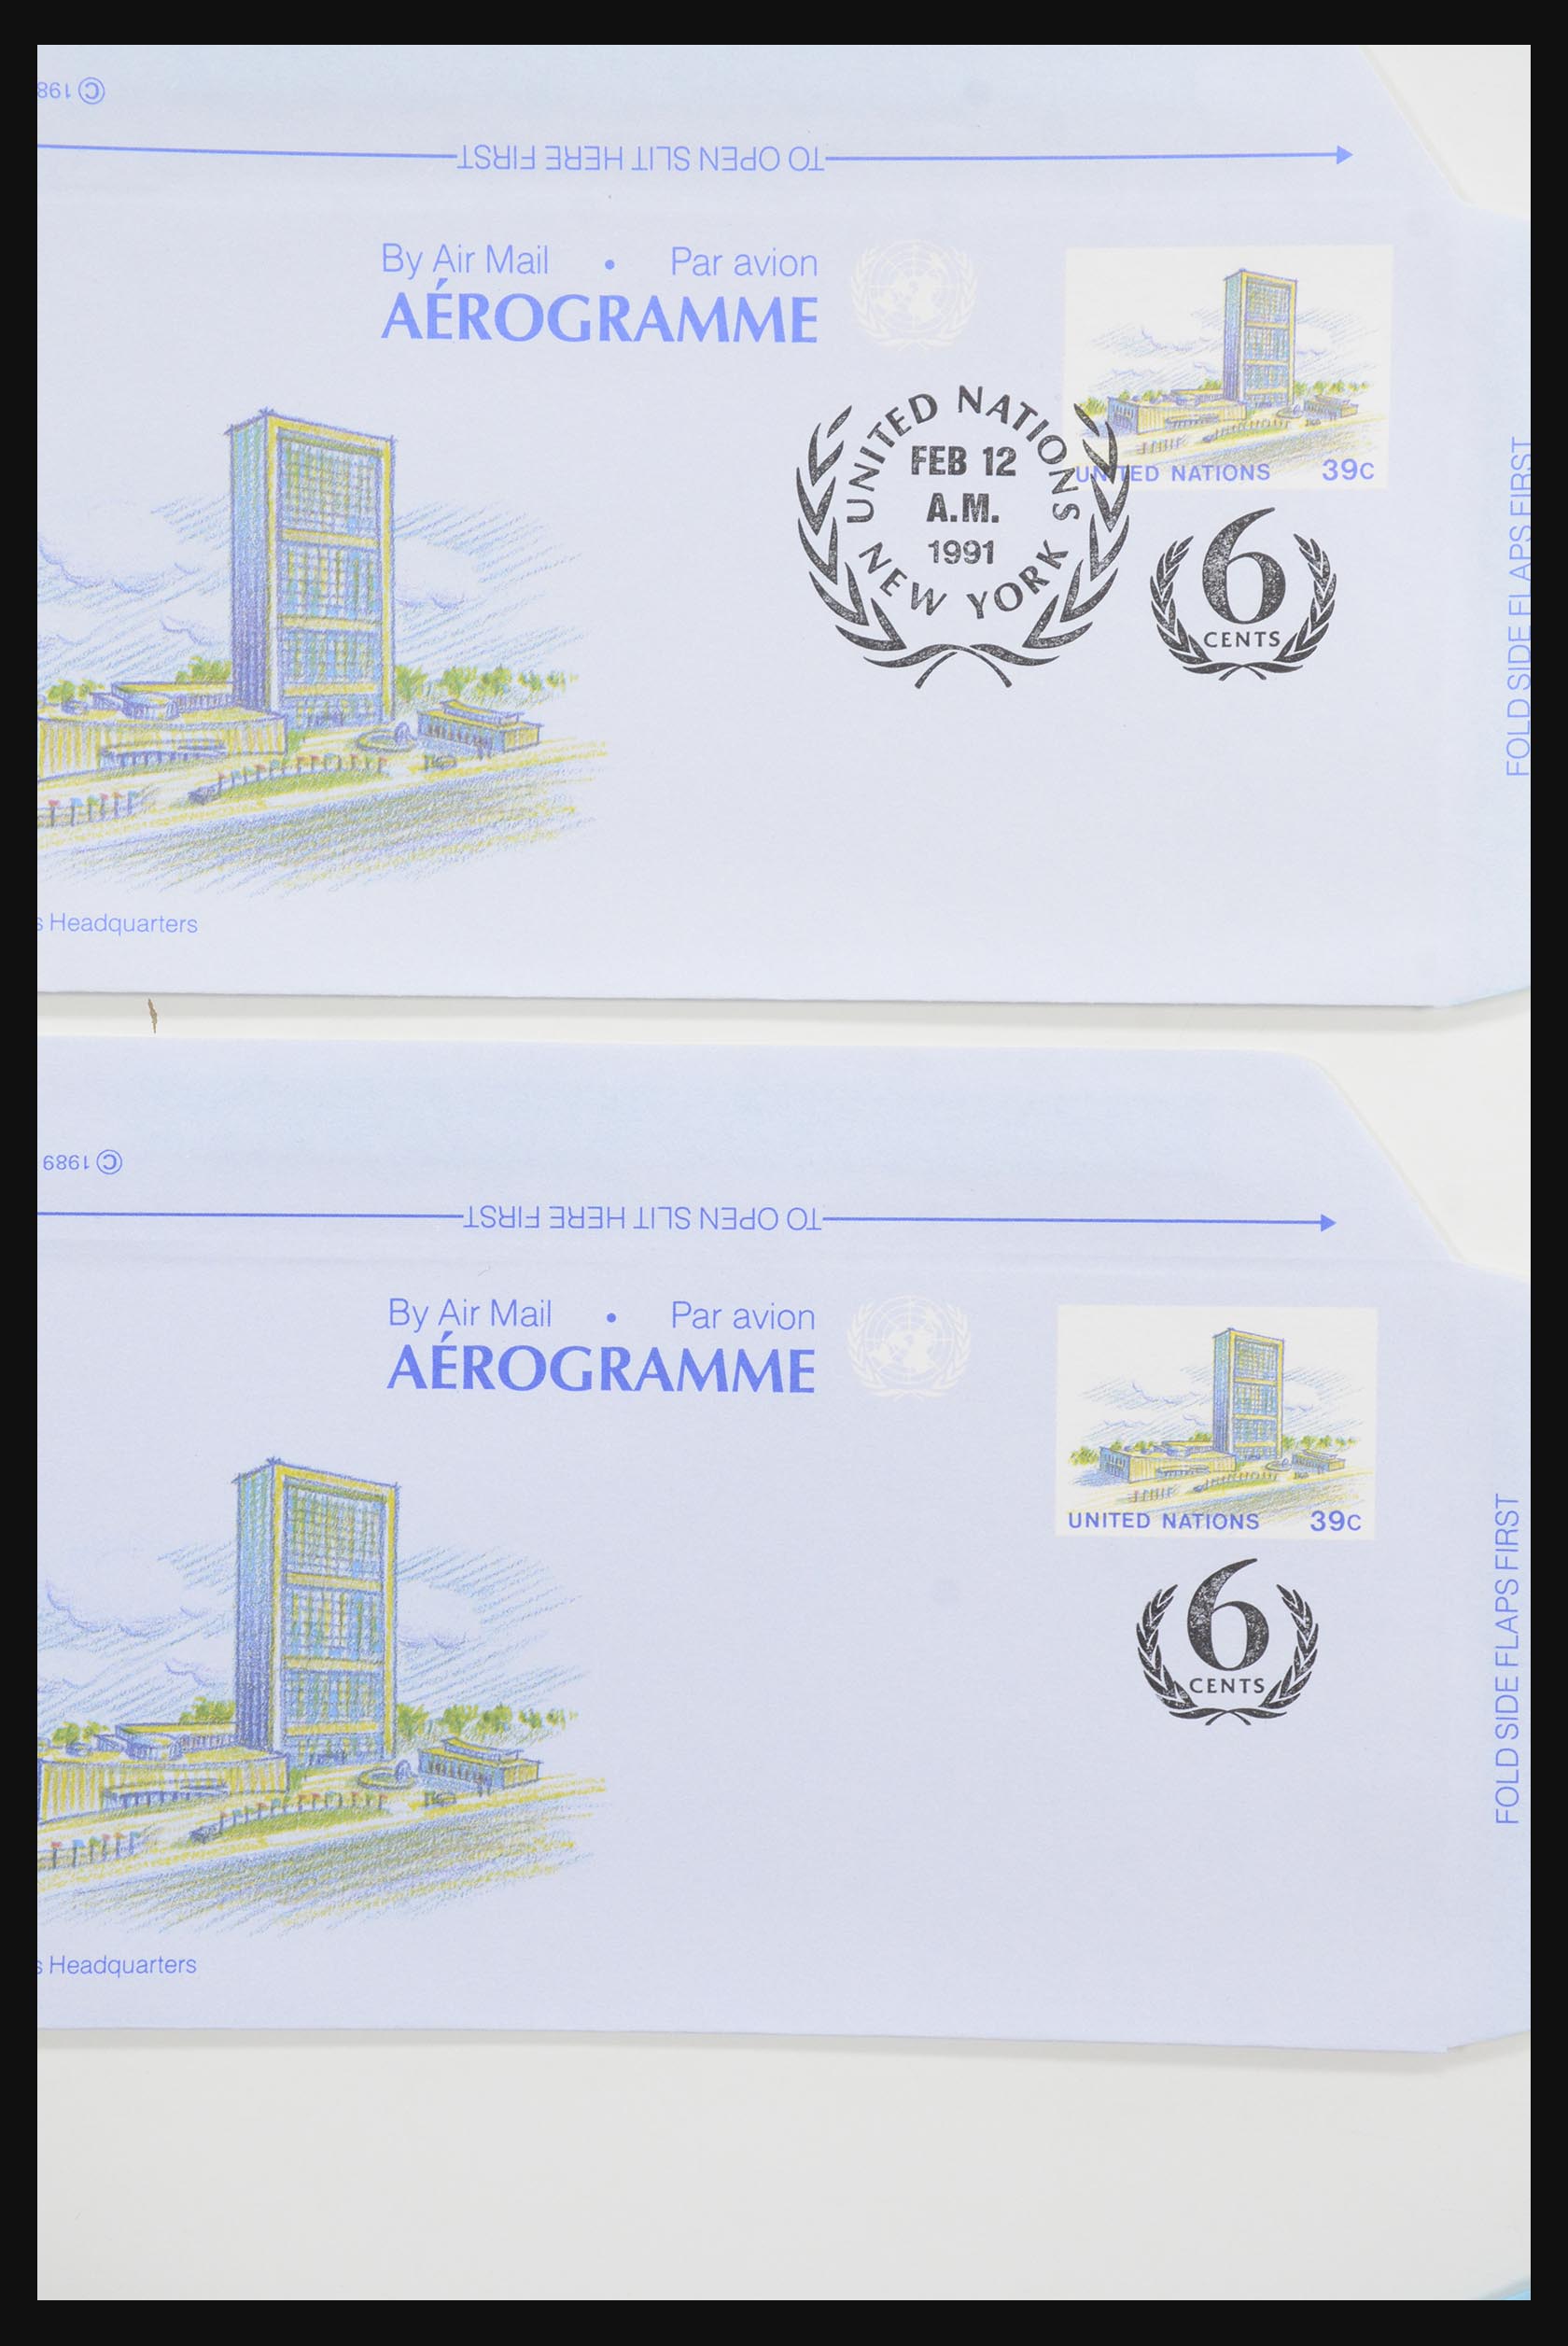 © 198
TO OPEN SLIT HERE FIRST
By Air Mail • Par avion
AÉROGRAMME
UNITED NATIONS 39c
UNITED NATIONS
FEB 12
A.M.
1991
NEW YORK
6
CENTS
FOLD SIDE FLAPS FIRST
s Headquarters
© 1989
TO OPEN SLIT HERE FIRST
By Air Mail • Par avion
AÉROGRAMME
UNITED NATIONS 39c
6
CENTS
FOLD SIDE FLAPS FIRST
s Headquarters